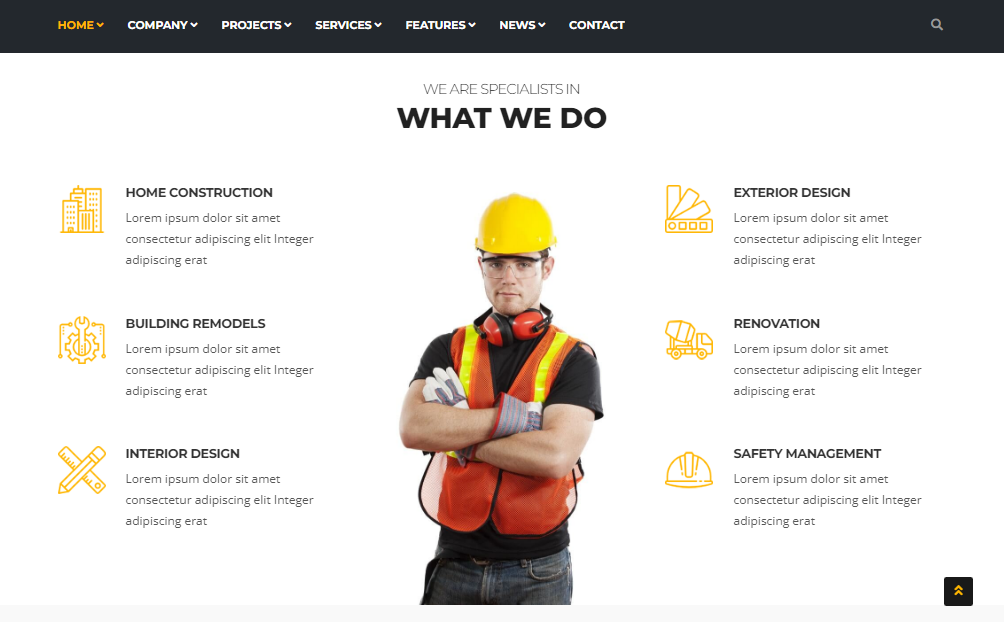 HOME COMPANY PROJECTS SERVICES FEATURES NEWS CONTACT
WE ARE SPECIALISTS IN
WHAT WE DO
HOME CONSTRUCTION
Lorem ipsum dolor sit amet
consectetur adipiscing elit Integer
adipiscing erat
BUILDING REMODELS
Lorem ipsum dolor sit amet
consectetur adipiscing elit Integer
adipiscing erat
INTERIOR DESIGN
Lorem ipsum dolor sit amet
consectetur adipiscing elit Integer
adipiscing erat
EXTERIOR DESIGN
Lorem ipsum dolor sit amet
consectetur adipiscing elit Integer
adipiscing erat
RENOVATION
Lorem ipsum dolor sit amet
consectetur adipiscing elit Integer
adipiscing erat
SAFETY MANAGEMENT
Lorem ipsum dolor sit amet
consectetur adipiscing elit Integer
adipiscing erat